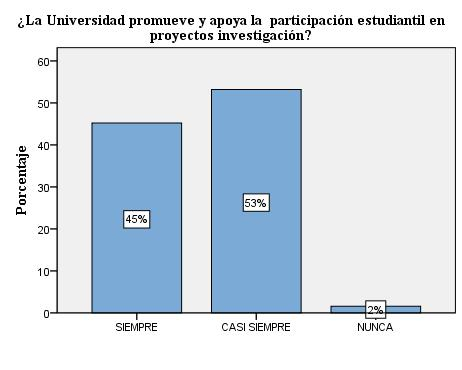 ¿La Universidad promueve y apoya la participación estudiantil en
proyectos investigación?
Porcentaje
60
50
40
30
20
10
0
45%
53%
2%
SIEMPRE
CASI SIEMPRE
NUNCA